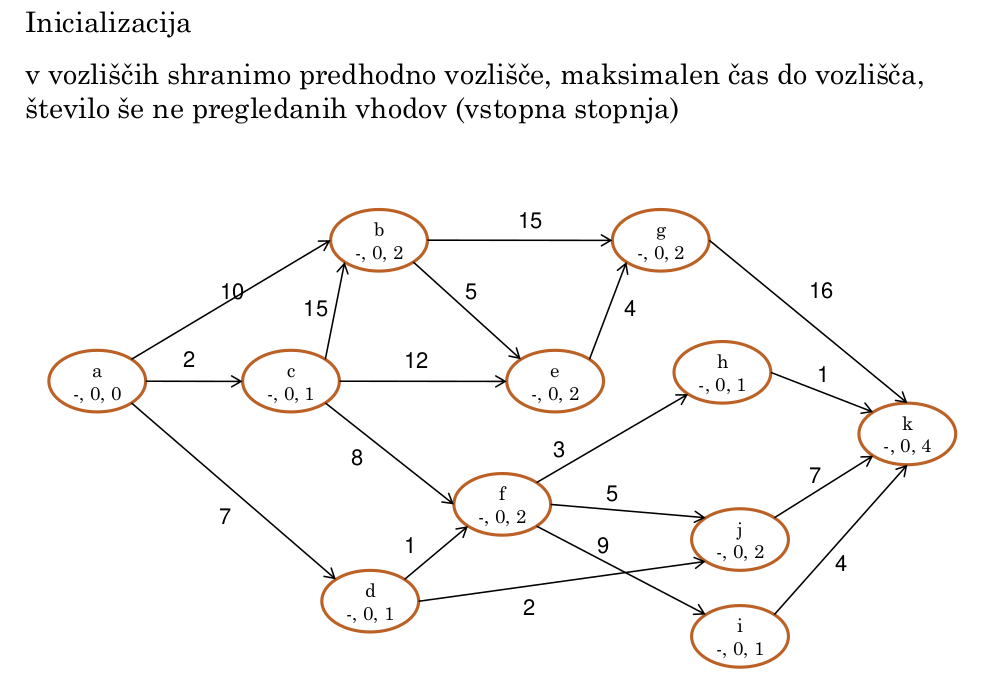 Inicializacija
v vozliščih shranimo predhodno vozlišče, maksimalen čas do vozlišča,
število še ne pregledanih vhodov (vstopna stopnja)
b
-, 0, 2
15
g
-, 0, 2
10
15
5
4
16
a
-, 0, 0
2
c
-, 0, 1
12
e
-, 0, 2
h
-, 0, 1
1
k
-, 0, 4
8
3
7
f
-, 0, 2
5
7
j
-, 0, 2
1
9
4
d
-, 0, 1
2
i
-, 0, 1